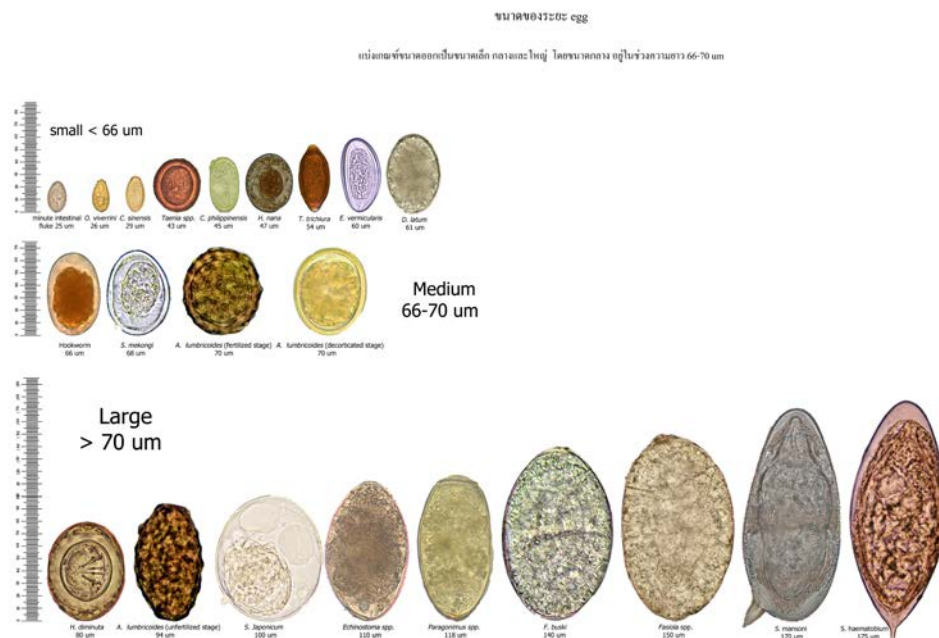 ขนาดของระยะ egg
แบ่งเกณฑ์ขนาดออกเป็นขนาดเล็ก กลางและใหญ่ โดยขนาดกลาง อยู่ในช่วงความยาว 66-70 um
small < 66 um
minute intestinal fluke 25 um
O. viverrini 26 um
C. sinensis 29 um
Taenia spp. 43 um
C. philippinensis 45 um
H. nana 47 um
T. trichiura 54 um
E. vermicularis 60 um
D. latum 61 um
Medium
66-70 um
Hookworm 66 um
S. mekongi 68 um
A. lumbricoides (fertilized stage) 70 um
A. lumbricoides (decorticated stage) 70 um
Large
> 70 um
H. diminuta 80 um
A. lumbricoides (unfertilized stage) 94 um
S. Japonicum 100 um
Echinostoma spp. 110 um
Paragonimus spp. 118 um
F. buski 140 um
Fasiola spp. 150 um
S. mansoni 170 um
S. haematobium 175 um